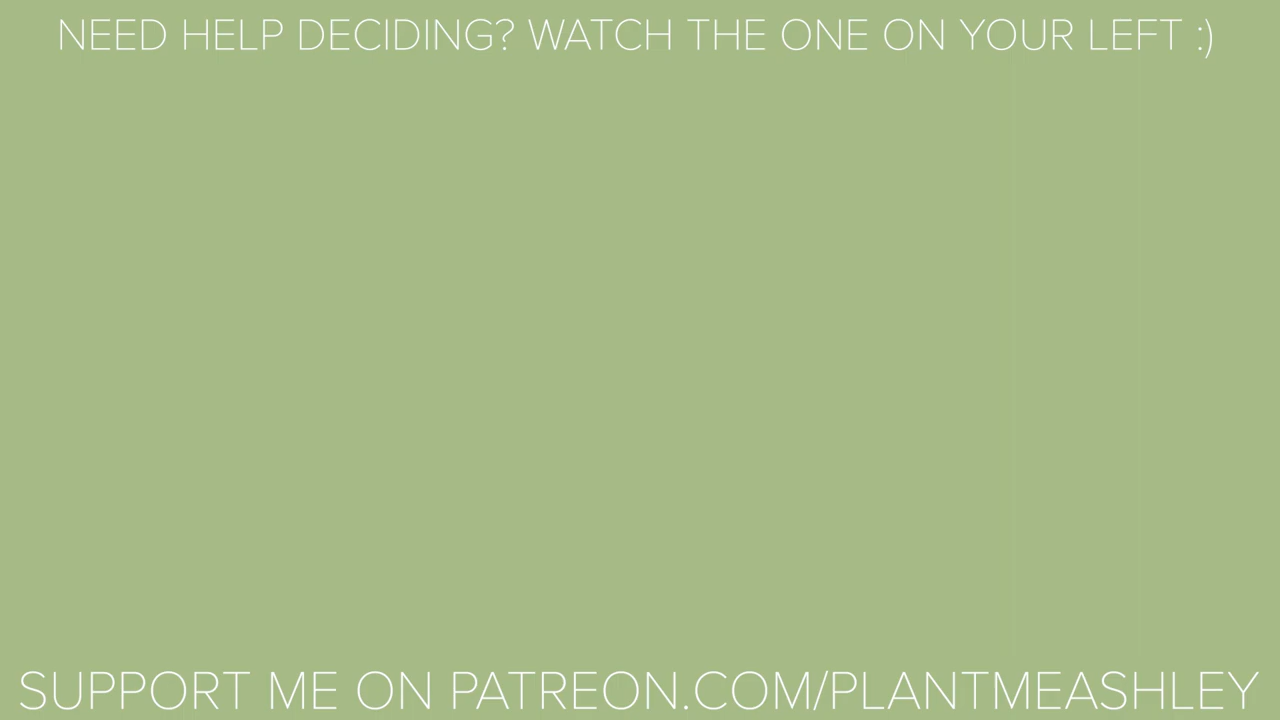 NEED HELP DECIDING? WATCH THE ONE ON YOUR LEFT :)
SUPPORT ME ON PATREON.COM/PLANTMEASHLEY